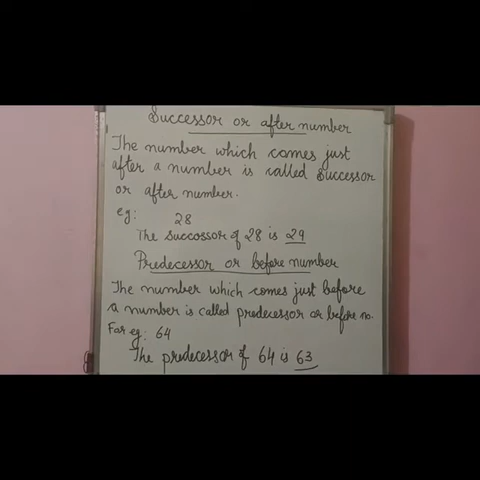 Successor or after number
The number which comes just
after a number is called Successor
or after number.
eg: 28
The successor of 28 is 29
Predecessor or before number
The number which comes just before
a number is called predecessor or before n.
For eg: 64
The predecessor of 64 is 63